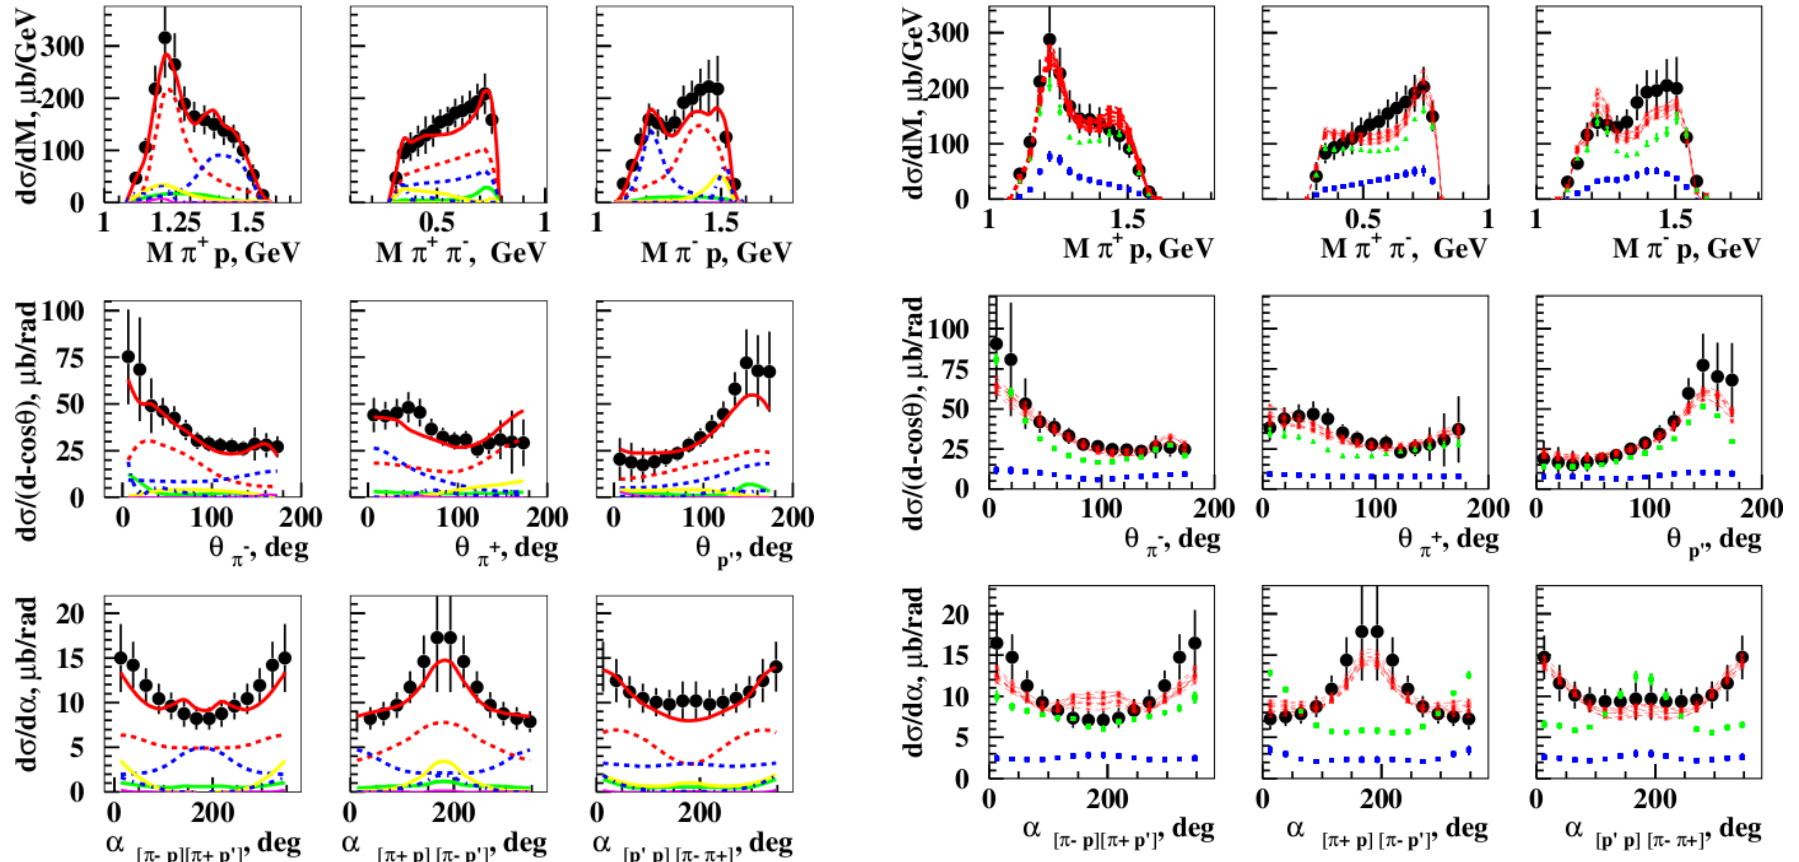 dσ/dM, μb/GeV
300
200
100
0
1 1.25 1.5
M π+ p, GeV
0.5 1
M π+ π-, GeV
1 1.5
M π- p, GeV
dσ/dM, μb/GeV
300
200
100
0
1 1.5
M π+ p, GeV
0.5 1
M π+ π-, GeV
1 1.5
M π- p, GeV
dσ/(d-cosθ), μb/rad
100
75
50
25
0
0 100 200
θ π-, deg
0 100 200
θ π+, deg
0 100 200
θ p', deg
dσ/(d-cosθ), μb/rad
100
75
50
25
0
0 100 200
θ π-, deg
0 100 200
θ π+, deg
0 100 200
θ p', deg
dσ/dα, μb/rad
20
15
10
5
0
0 200
α [π- p][π+ p'], deg
0 200
α [π+ p] [π- p'], deg
0 200
α [p' p] [π- π+], deg
dσ/dα, μb/rad
20
15
10
5
0
0 200
α [π- p][π+ p'], deg
0 200
α [π+ p] [π- p'], deg
0 200
α [p' p] [π- π+], deg